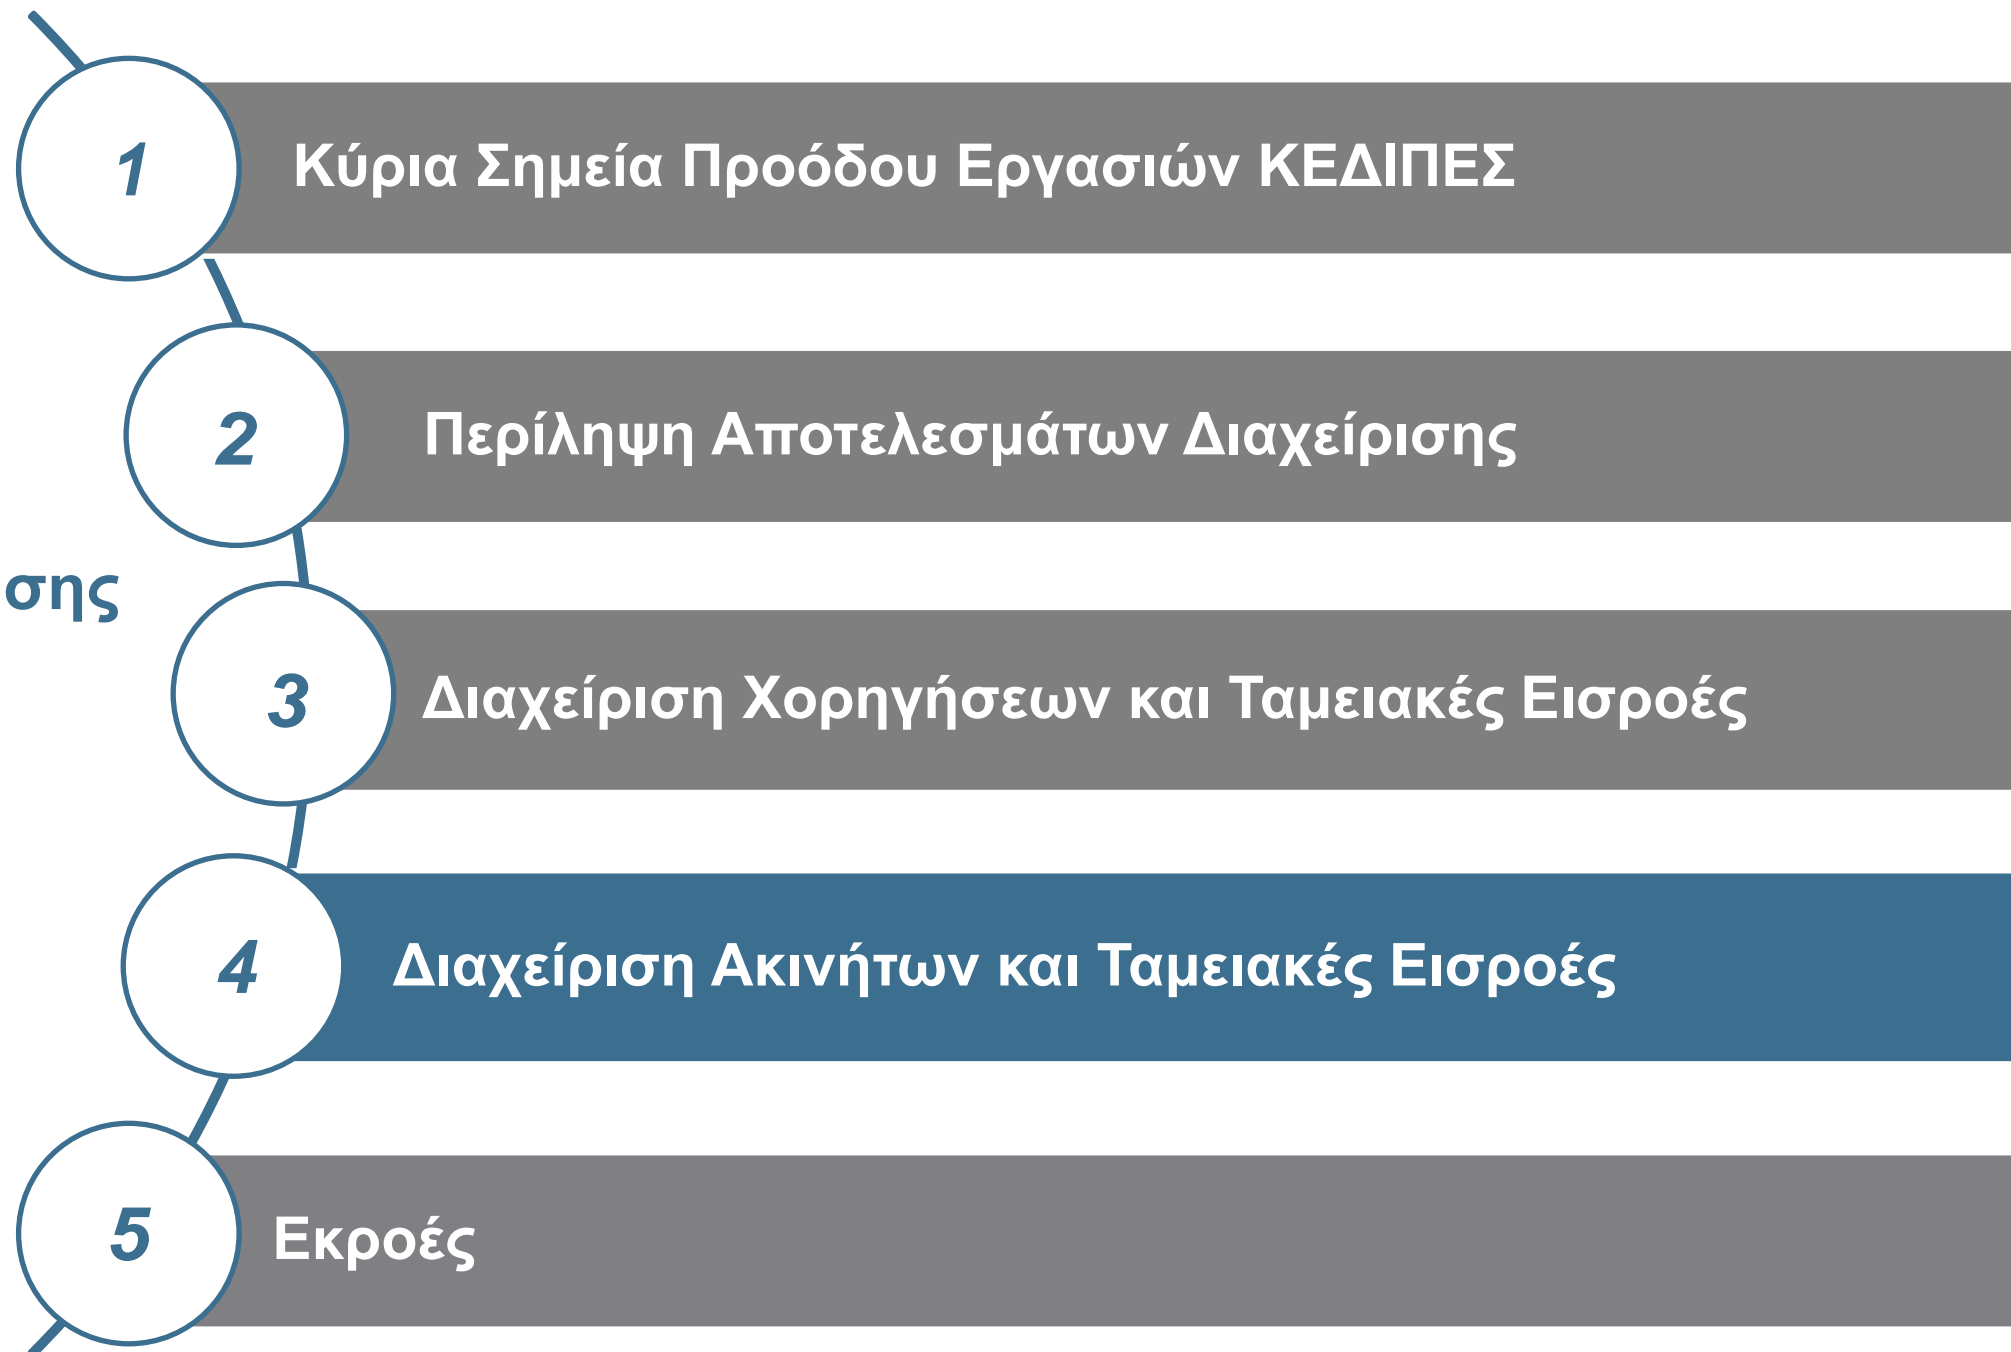 1
Κύρια Σημεία Προόδου Εργασιών ΚΕΔΙΠΕΣ
2
Περίληψη Αποτελεσμάτων Διαχείρισης
σης
3
Διαχείριση Χορηγήσεων και Ταμειακές Εισροές
4
Διαχείριση Ακινήτων και Ταμειακές Εισροές
5
Εκροές